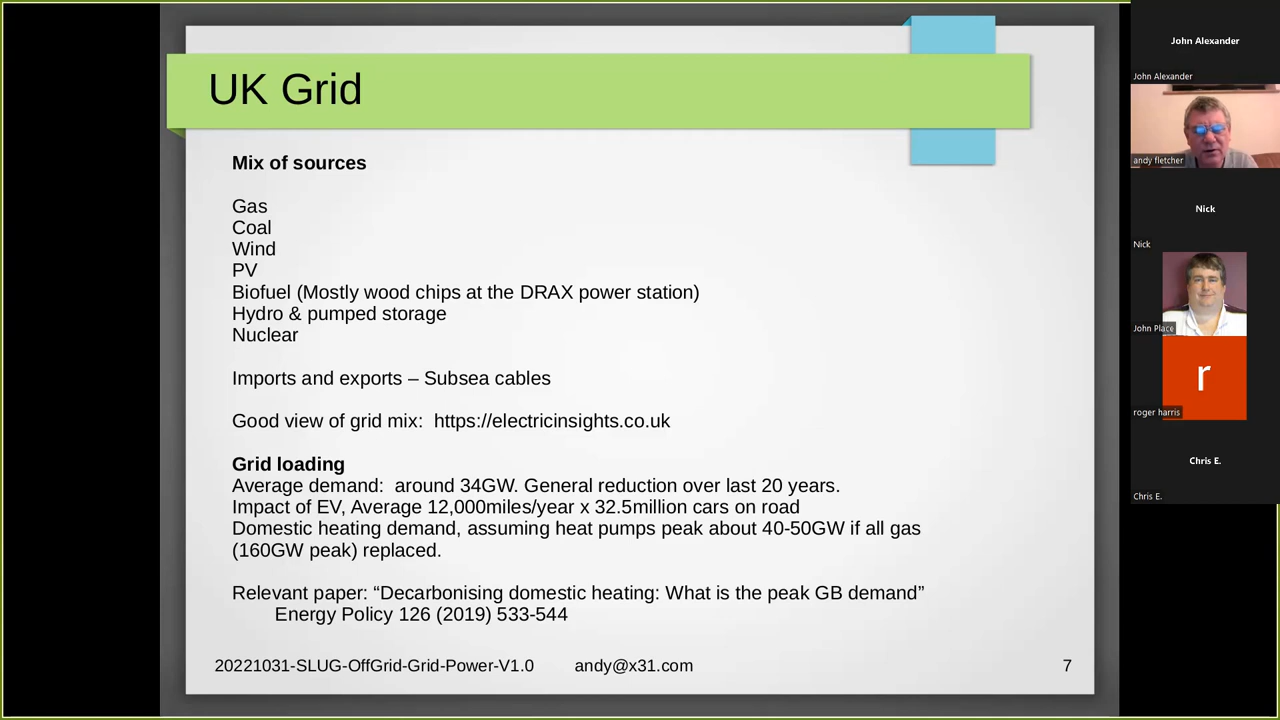 UK Grid
Mix of sources
Gas
Coal
Wind
PV
Biofuel (Mostly wood chips at the DRAX power station)
Hydro & pumped storage
Nuclear
Imports and exports – Subsea cables
Good view of grid mix:  https://electricinsights.co.uk
Grid loading
Average demand:  around 34GW. General reduction over last 20 years.
Impact of EV, Average 12,000miles/year x 32.5million cars on road
Domestic heating demand, assuming heat pumps peak about 40-50GW if all gas
(160GW peak) replaced.
Relevant paper: “Decarbonising domestic heating: What is the peak GB demand”
Energy Policy 126 (2019) 533-544
20221031-SLUG-OffGrid-Grid-Power-V1.0 andy@x31.com 7
John Alexander
John Alexander
andy fletcher
Nick
Nick
John Place
r
roger harris
Chris E.
Chris E.